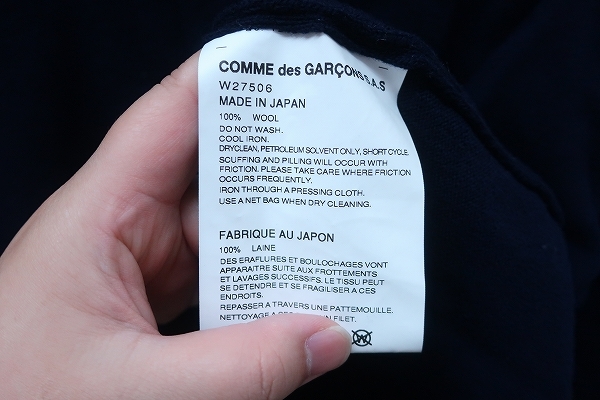 COMME des GARÇONS S.A.S
W27506
MADE IN JAPAN
100% WOOL
DO NOT WASH.
COOL IRON.
DRYCLEAN, PETROLEUM SOLVENT ONLY, SHORT CYCLE.
SCUFFING AND PILLING WILL OCCUR WITH
FRICTION. PLEASE TAKE CARE WHERE FRICTION
OCCURS FREQUENTLY.
IRON THROUGH A PRESSING CLOTH.
USE A NET BAG WHEN DRY CLEANING.
FABRIQUE AU JAPON
100% LAINE
DES ERAFLURES ET BOULOCHAGES VONT
APPARAITRE SUITE AUX FROTTEMENTS
ET LAVAGES SUCCESSIFS. LE TISSU PEUT
SE DETENDRE ET SE FRAGILISER A CES
ENDROITS.
REPASSER A TRAVERS UNE PATTEMOUILLE.
NETTOYAGE A FILET.
W